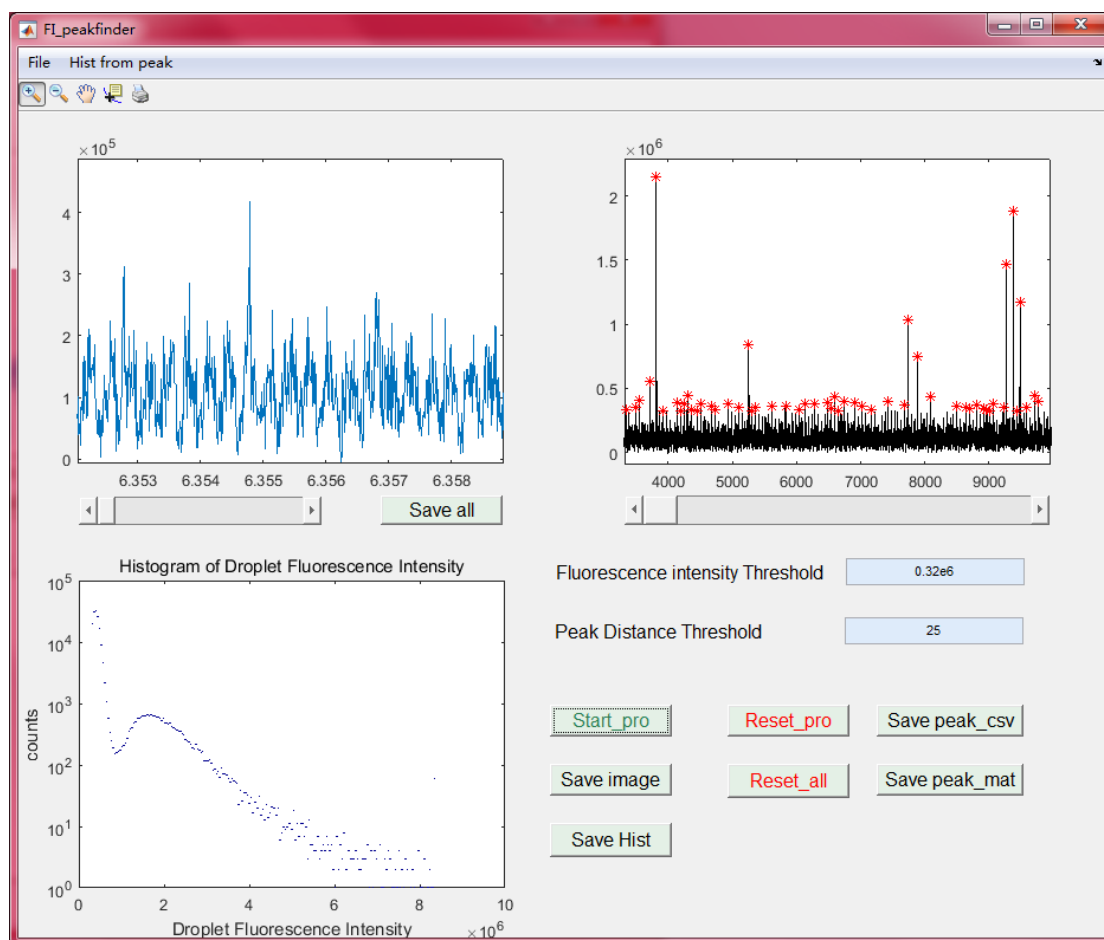 FI_peakfinder
File Hist from peak
×10^5
4
3
2
1
0
6.353 6.354 6.355 6.356 6.357 6.358
Save all
×10^6
2
1.5
1
0.5
0
4000 5000 6000 7000 8000 9000
Histogram of Droplet Fluorescence Intensity
10^5
10^4
10^3
10^2
10^1
10^0
counts
0 2 4 6 8 10
Droplet Fluorescence Intensity ×10^6
Fluorescence intensity Threshold 0.32e6
Peak Distance Threshold 25
Start_pro Reset_pro Save peak_csv
Save image Reset_all Save peak_mat
Save Hist